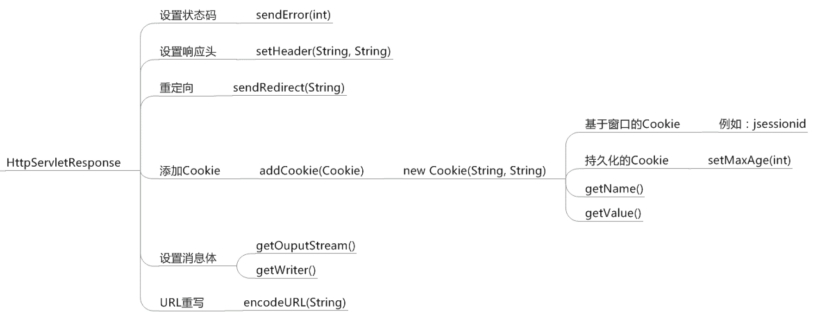 设置状态码 sendError(int)
设置响应头 setHeader(String, String)
重定向 sendRedirect(String)
基于窗口的Cookie 例如：jsessionid
HttpServletResponse
持久化的Cookie setMaxAge(int)
添加Cookie addCookie(Cookie) new Cookie(String, String)
getName()
getValue()
设置消息体
getOuputStream()
getWriter()
URL重写 encodeURL(String)